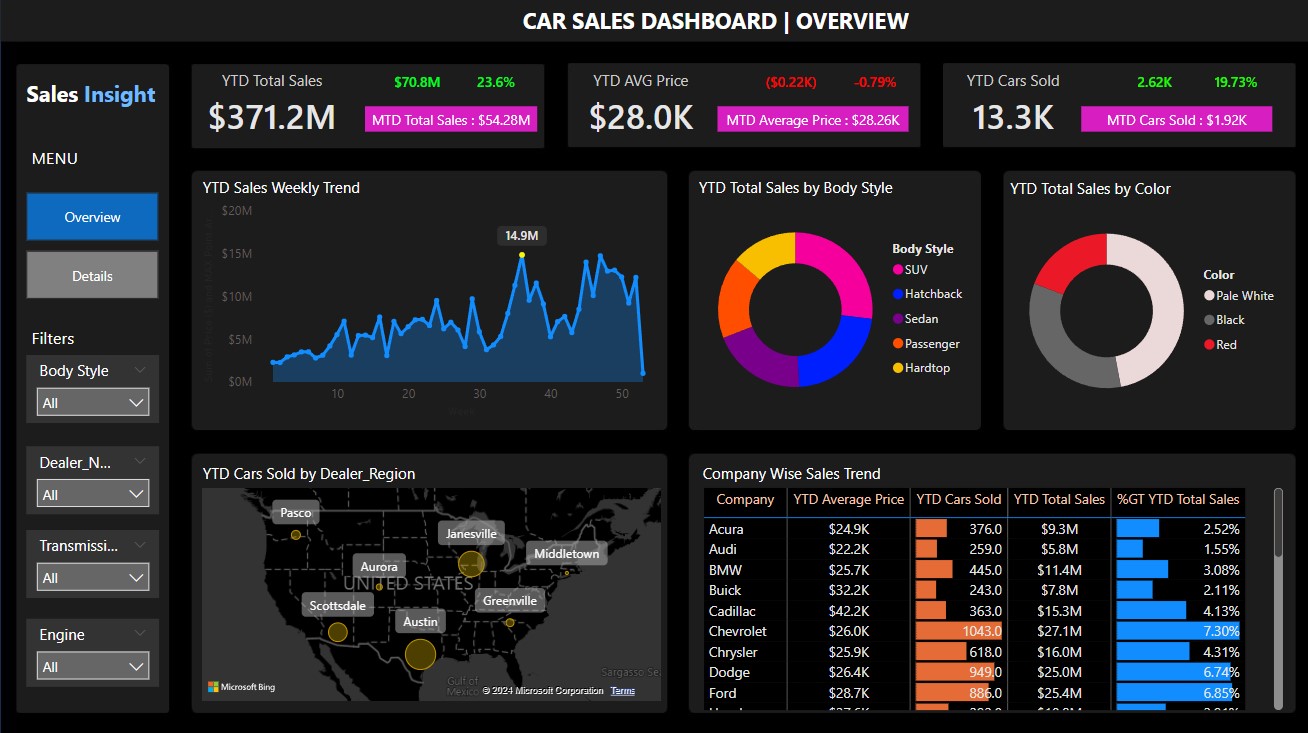 CAR SALES DASHBOARD | OVERVIEW
Sales Insight
MENU
Overview
Details
Filters
Body Style
All
Dealer_N...
All
Transmissi...
All
Engine
All
YTD Total Sales
$70.8M 23.6%
$371.2M
MTD Total Sales : $54.28M
YTD AVG Price
($0.22K) -0.79%
$28.0K
MTD Average Price : $28.26K
YTD Cars Sold
2.62K 19.73%
13.3K
MTD Cars Sold : $1.92K
YTD Sales Weekly Trend
$20M
$15M
$10M
$5M
$0M
14.9M
10 20 30 40 50
YTD Total Sales by Body Style
Body Style
SUV
Hatchback
Sedan
Passenger
Hardtop
YTD Total Sales by Color
Color
Pale White
Black
Red
YTD Cars Sold by Dealer_Region
Pasco
Janesville
Middletown
Aurora
UNITED STATES
Scottsdale
Greenville
Austin
Sargasso Se
Gulf of
Mexico
Microsoft Bing
© 2024 Microsoft Corporation Terms
Company Wise Sales Trend
Company YTD Average Price YTD Cars Sold YTD Total Sales %GT YTD Total Sales
Acura $24.9K 376.0 $9.3M 2.52%
Audi $22.2K 259.0 $5.8M 1.55%
BMW $25.7K 445.0 $11.4M 3.08%
Buick $32.2K 243.0 $7.8M 2.11%
Cadillac $42.2K 363.0 $15.3M 4.13%
Chevrolet $26.0K 1043.0 $27.1M 7.30%
Chrysler $25.9K 618.0 $16.0M 4.31%
Dodge $26.4K 949.0 $25.0M 6.74%
Ford $28.7K 886.0 $25.4M 6.85%